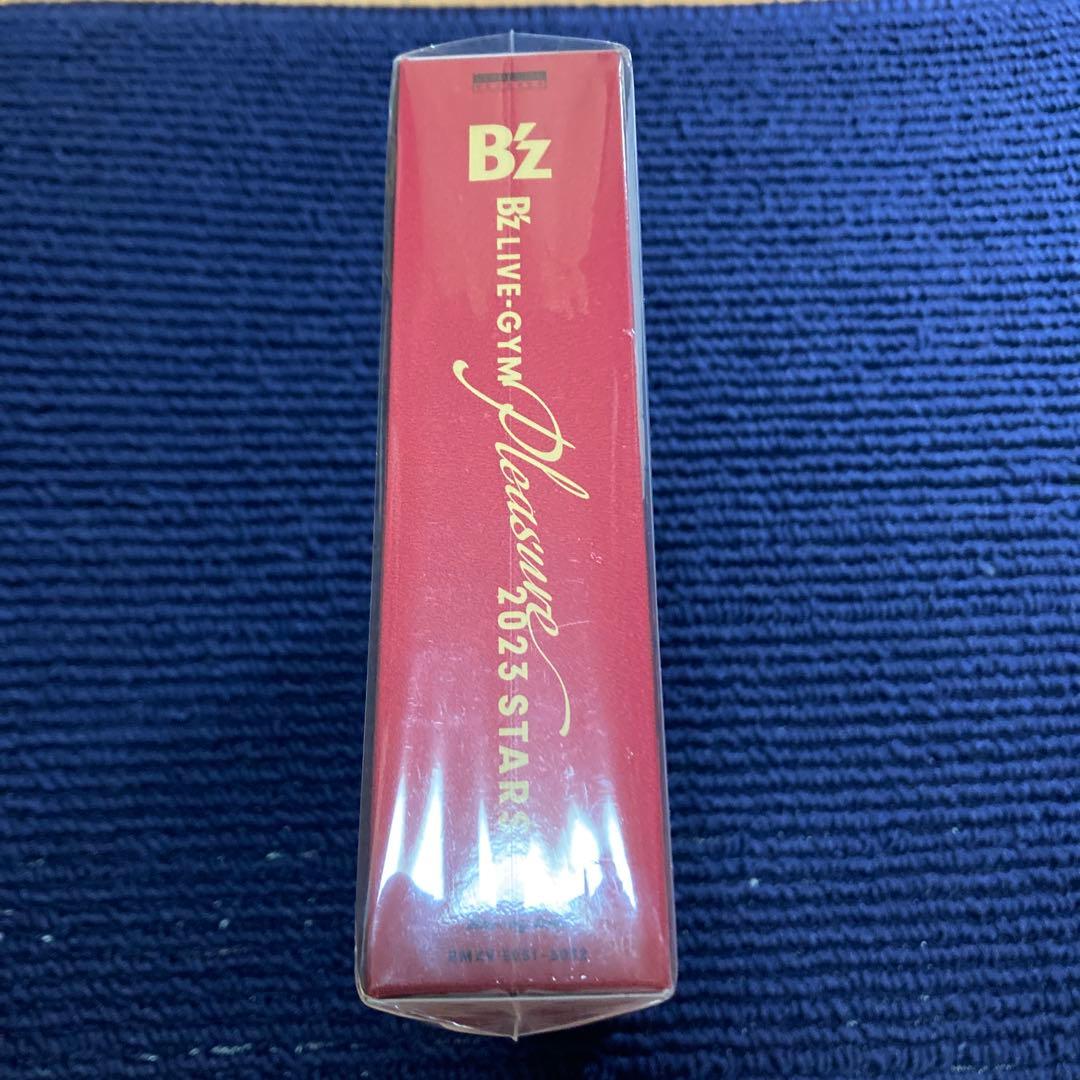 B'z
B'z LIVE-GYM
Pleasure
2023 STARS